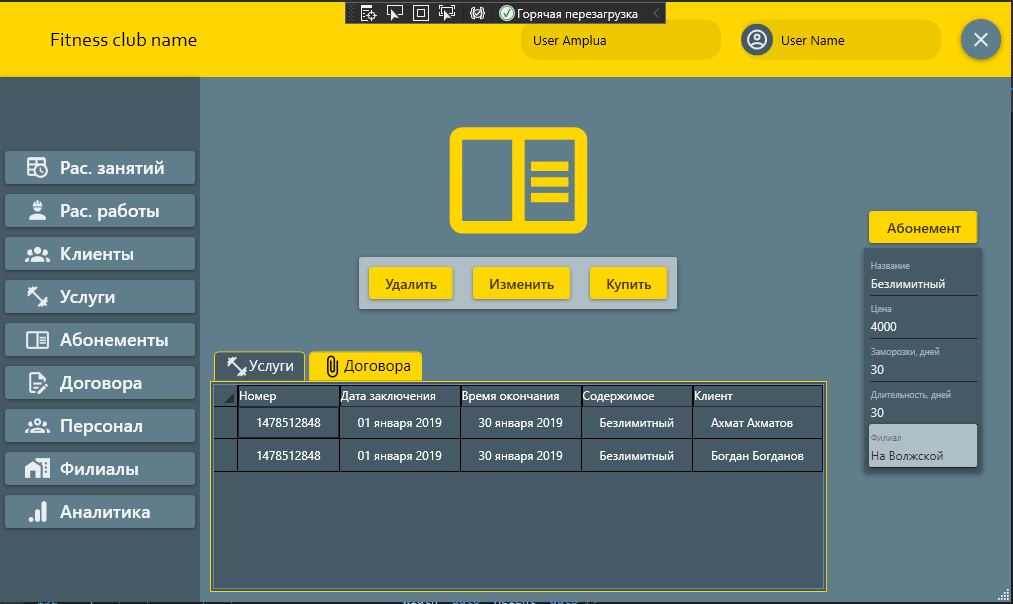 Горячая перезагрузка
Fitness club name
User Amplua
User Name
Рас. занятий
Рас. работы
Клиенты
Услуги
Абонементы
Договора
Персонал
Филиалы
Аналитика
Удалить
Изменить
Купить
Абонемент
Название
Безлимитный
Цена
4000
Заморозки, дней
30
Длительность, дней
30
Филиал
На Волжской
Услуги
Договора
Номер Дата заключения Время окончания Содержимое Клиент
1478512848 01 января 2019 30 января 2019 Безлимитный Ахмат Ахматов
1478512848 01 января 2019 30 января 2019 Безлимитный Богдан Богданов